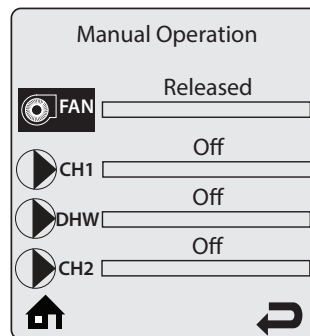 Manual Operation
Released
FAN
Off
CH1
Off
DHW
Off
CH2